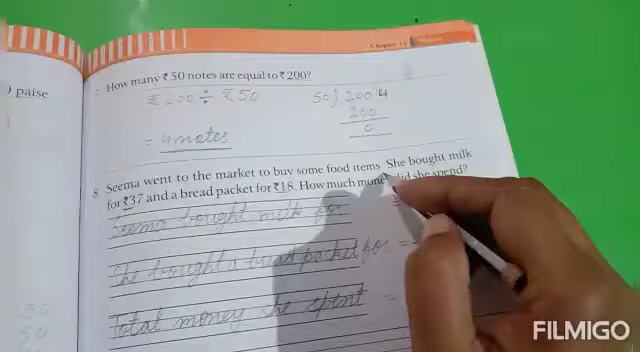 Chapter 13
) paise
7 How many ₹ 50 notes are equal to ₹ 200?
₹ 200 ÷ ₹ 50
50) 200 (4
200
0
= 4 notes
8 Seema went to the market to buy some food items She bought milk
for ₹37 and a bread packet for ₹18. How much money did she spend?
Seema bought milk for
She bought a bread packet for =
Total money she spent =
50
50
FILMIGO